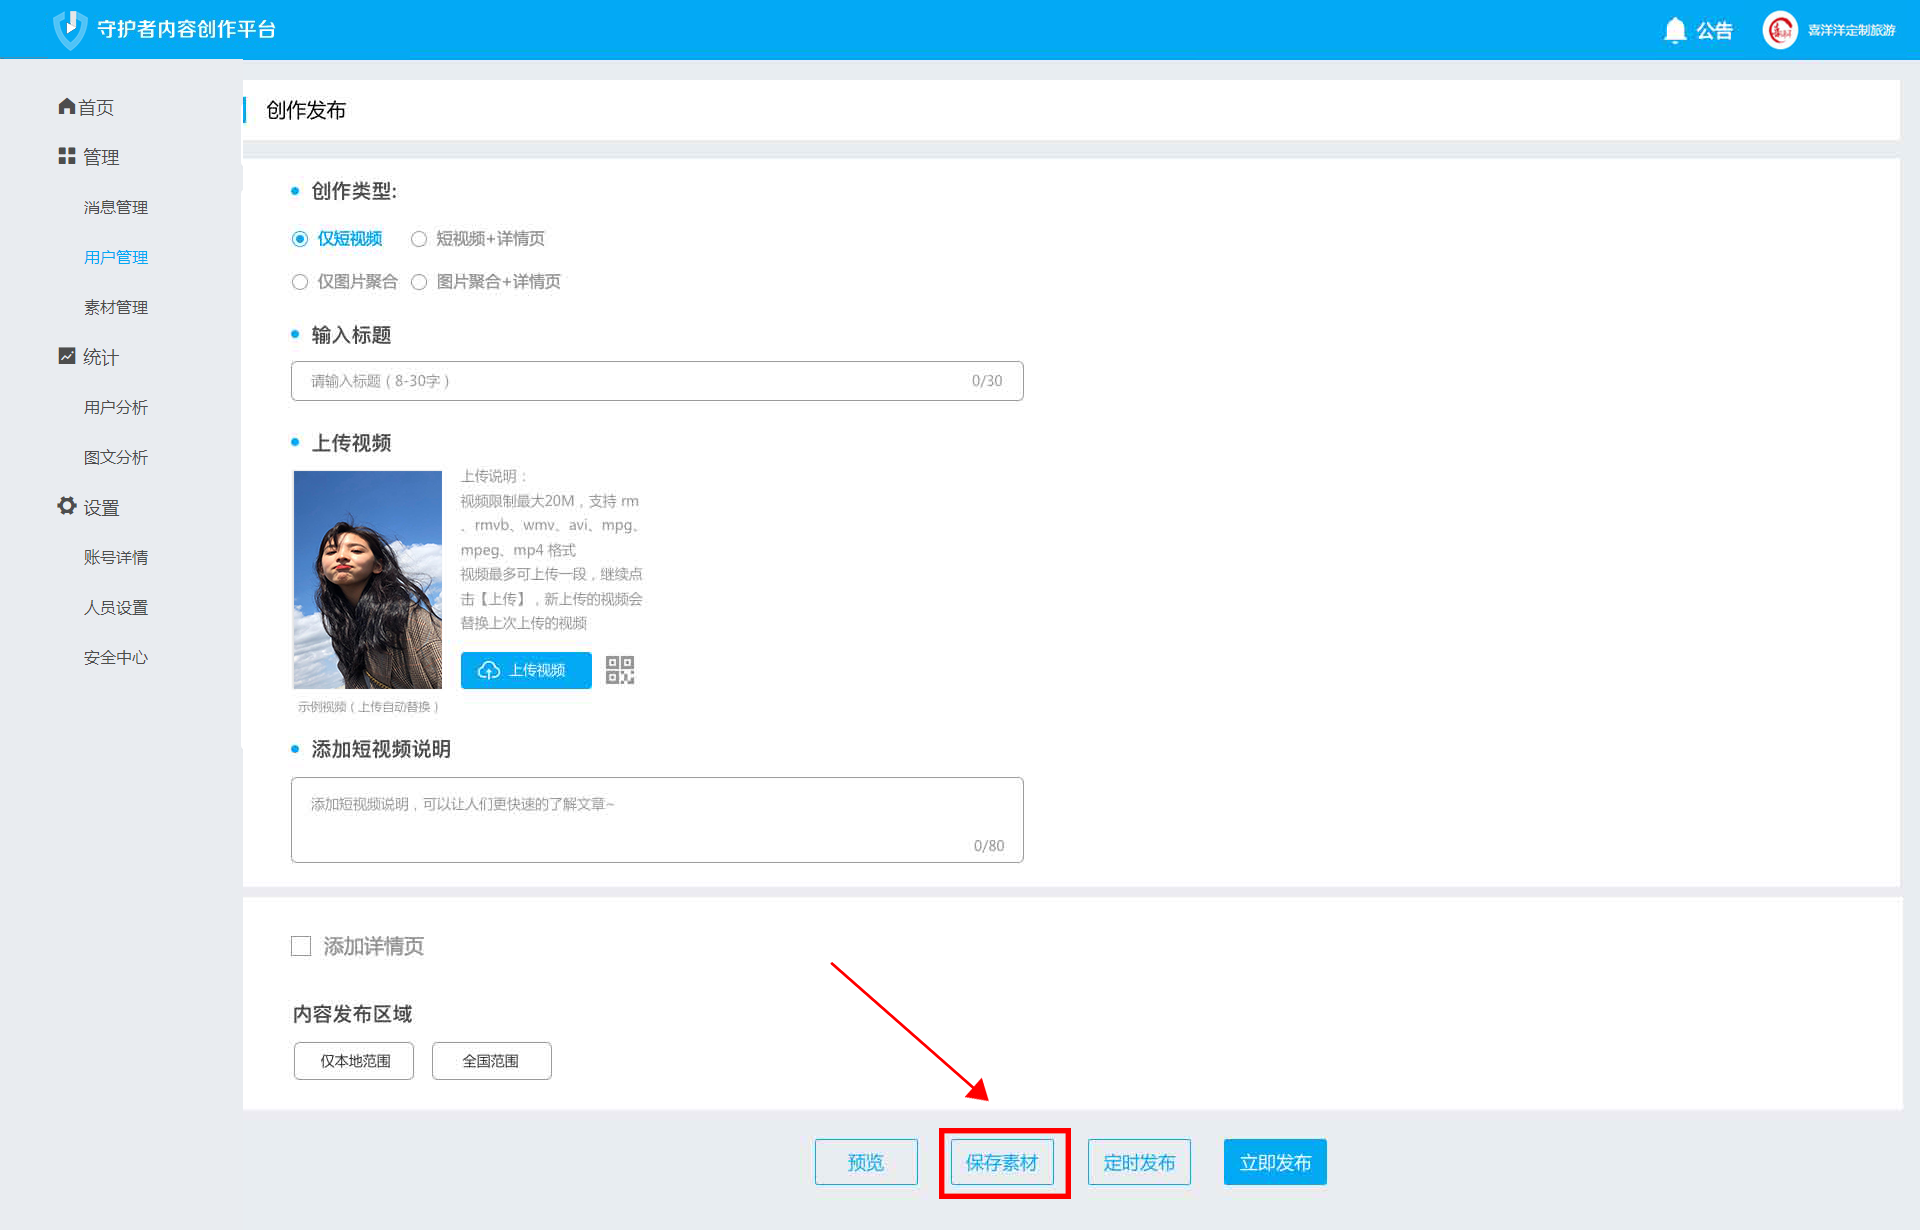 守护者内容创作平台
公告
喜洋洋定制旅游
首页
管理
消息管理
用户管理
素材管理
统计
用户分析
图文分析
设置
账号详情
人员设置
安全中心
创作发布
创作类型:
仅短视频 短视频+详情页
仅图片聚合 图片聚合+详情页
输入标题
请输入标题（8-30字） 0/30
上传视频
上传说明：
视频限制最大20M，支持 rm
、rmvb、wmv、avi、mpg、
mpeg、mp4 格式
视频最多可上传一段，继续点
击【上传】，新上传的视频会
替换上次上传的视频
上传视频
示例视频（上传自动替换）
添加短视频说明
添加短视频说明，可以让人们更快速的了解文章~
0/80
添加详情页
内容发布区域
仅本地范围 全国范围
预览 保存素材 定时发布 立即发布